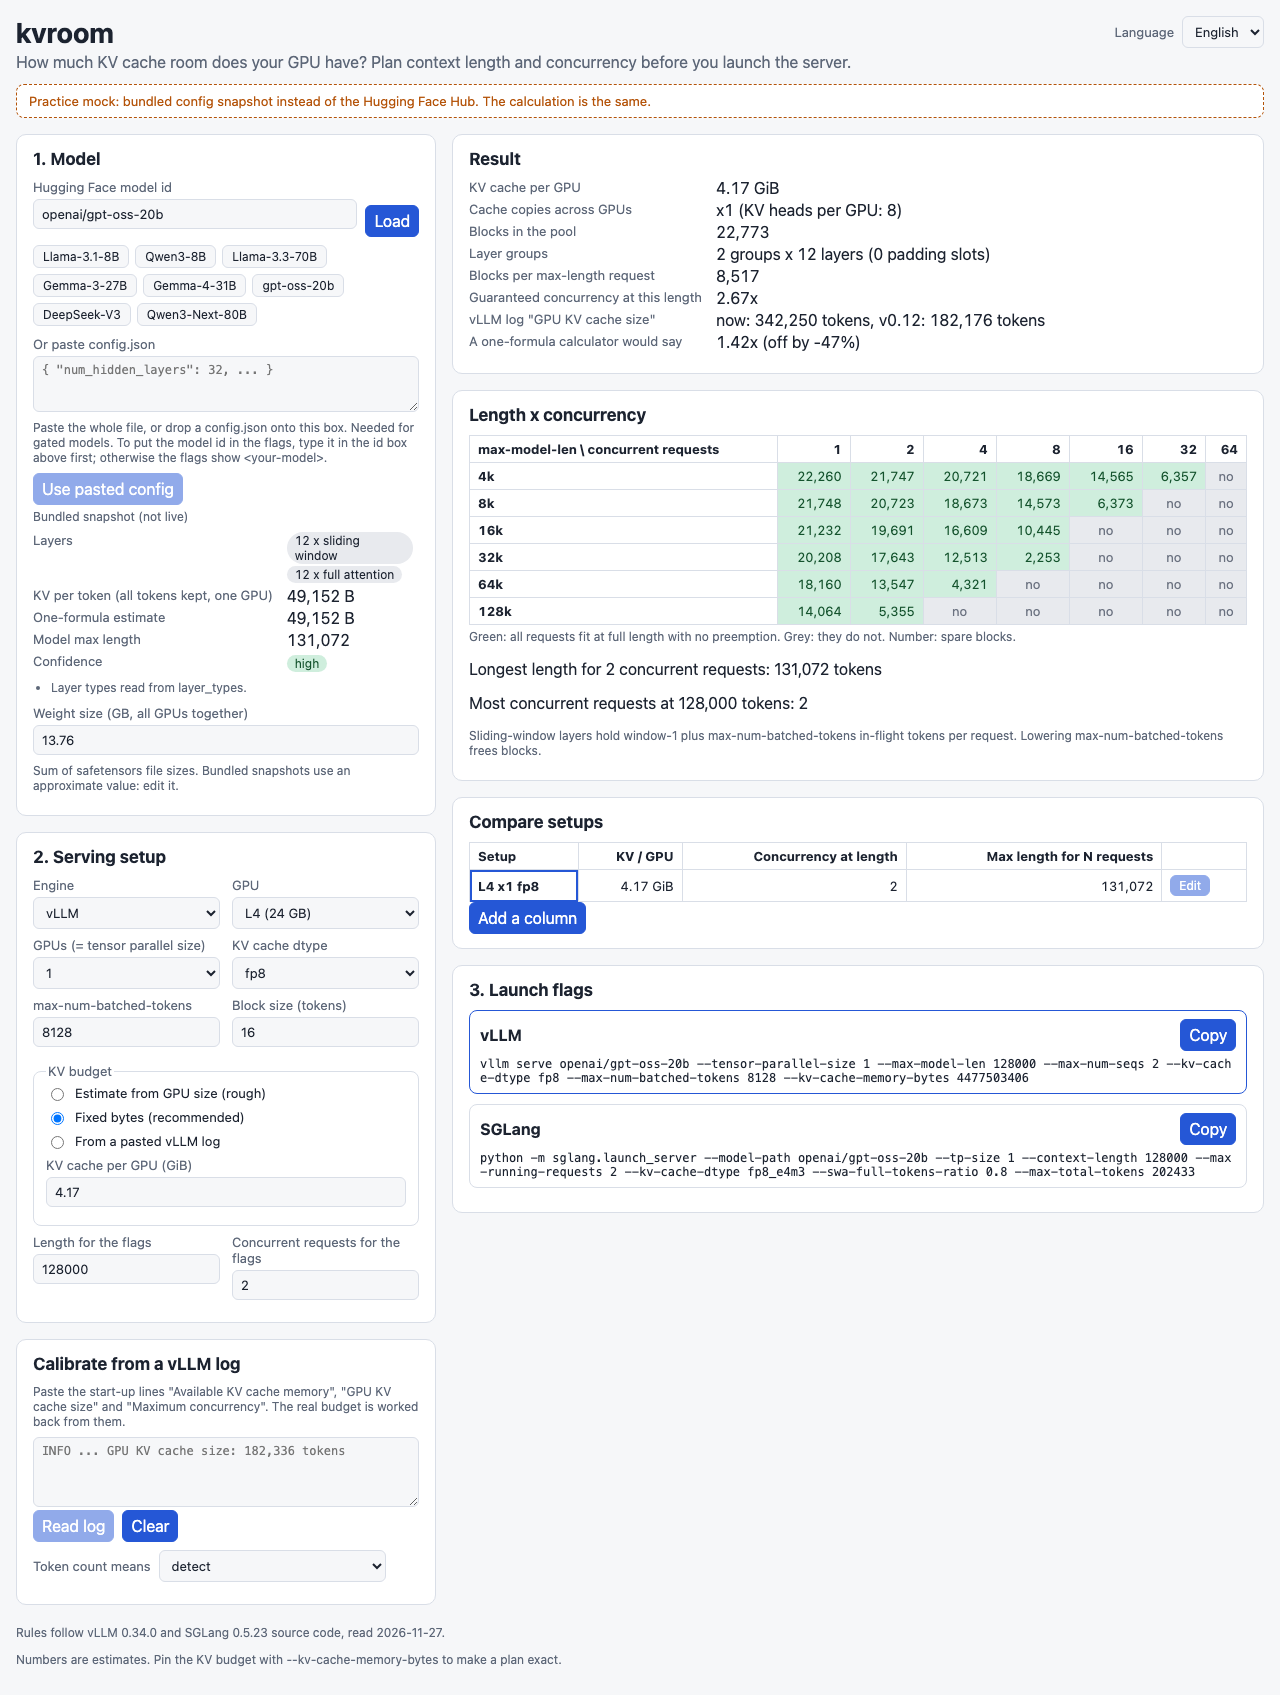 kvroom
Language English
How much KV cache room does your GPU have? Plan context length and concurrency before you launch the server.
Practice mock: bundled config snapshot instead of the Hugging Face Hub. The calculation is the same.
1. Model
Hugging Face model id
openai/gpt-oss-20b
Load
Llama-3.1-8B Qwen3-8B Llama-3.3-70B
Gemma-3-27B Gemma-4-31B gpt-oss-20b
DeepSeek-V3 Qwen3-Next-80B
Or paste config.json
{ "num_hidden_layers": 32, ... }
Paste the whole file, or drop a config.json onto this box. Needed for
gated models. To put the model id in the flags, type it in the id box
above first; otherwise the flags show <your-model>.
Use pasted config
Bundled snapshot (not live)
Layers 12 x sliding
window
12 x full attention
KV per token (all tokens kept, one GPU) 49,152 B
One-formula estimate 49,152 B
Model max length 131,072
Confidence high
• Layer types read from layer_types.
Weight size (GB, all GPUs together)
13.76
Sum of safetensors file sizes. Bundled snapshots use an
approximate value: edit it.
2. Serving setup
Engine GPU
vLLM L4 (24 GB)
GPUs (= tensor parallel size) KV cache dtype
1 fp8
max-num-batched-tokens Block size (tokens)
8128 16
KV budget
Estimate from GPU size (rough)
Fixed bytes (recommended)
From a pasted vLLM log
KV cache per GPU (GiB)
4.17
Length for the flags Concurrent requests for the
flags
128000 2
Calibrate from a vLLM log
Paste the start-up lines "Available KV cache memory", "GPU KV
cache size" and "Maximum concurrency". The real budget is worked
back from them.
INFO ... GPU KV cache size: 182,336 tokens
Read log Clear
Token count means detect
Result
KV cache per GPU 4.17 GiB
Cache copies across GPUs x1 (KV heads per GPU: 8)
Blocks in the pool 22,773
Layer groups 2 groups x 12 layers (0 padding slots)
Blocks per max-length request 8,517
Guaranteed concurrency at this length 2.67x
vLLM log "GPU KV cache size" now: 342,250 tokens, v0.12: 182,176 tokens
A one-formula calculator would say 1.42x (off by -47%)
Length x concurrency
max-model-len \ concurrent requests 1 2 4 8 16 32 64
4k 22,260 21,747 20,721 18,669 14,565 6,357 no
8k 21,748 20,723 18,673 14,573 6,373 no no
16k 21,232 19,691 16,609 10,445 no no no
32k 20,208 17,643 12,513 2,253 no no no
64k 18,160 13,547 4,321 no no no no
128k 14,064 5,355 no no no no no
Green: all requests fit at full length with no preemption. Grey: they do not. Number: spare blocks.
Longest length for 2 concurrent requests: 131,072 tokens
Most concurrent requests at 128,000 tokens: 2
Sliding-window layers hold window-1 plus max-num-batched-tokens in-flight tokens per request. Lowering max-num-batched-tokens
frees blocks.
Compare setups
Setup KV / GPU Concurrency at length Max length for N requests
L4 x1 fp8 4.17 GiB 2 131,072 Edit
Add a column
3. Launch flags
vLLM
Copy
vllm serve openai/gpt-oss-20b --tensor-parallel-size 1 --max-model-len 128000 --max-num-seqs 2 --kv-cach
e-dtype fp8 --max-num-batched-tokens 8128 --kv-cache-memory-bytes 4477503406
SGLang
Copy
python -m sglang.launch_server --model-path openai/gpt-oss-20b --tp-size 1 --context-length 128000 --max
-running-requests 2 --kv-cache-dtype fp8_e4m3 --swa-full-tokens-ratio 0.8 --max-total-tokens 202433
Rules follow vLLM 0.34.0 and SGLang 0.5.23 source code, read 2026-11-27.
Numbers are estimates. Pin the KV budget with --kv-cache-memory-bytes to make a plan exact.